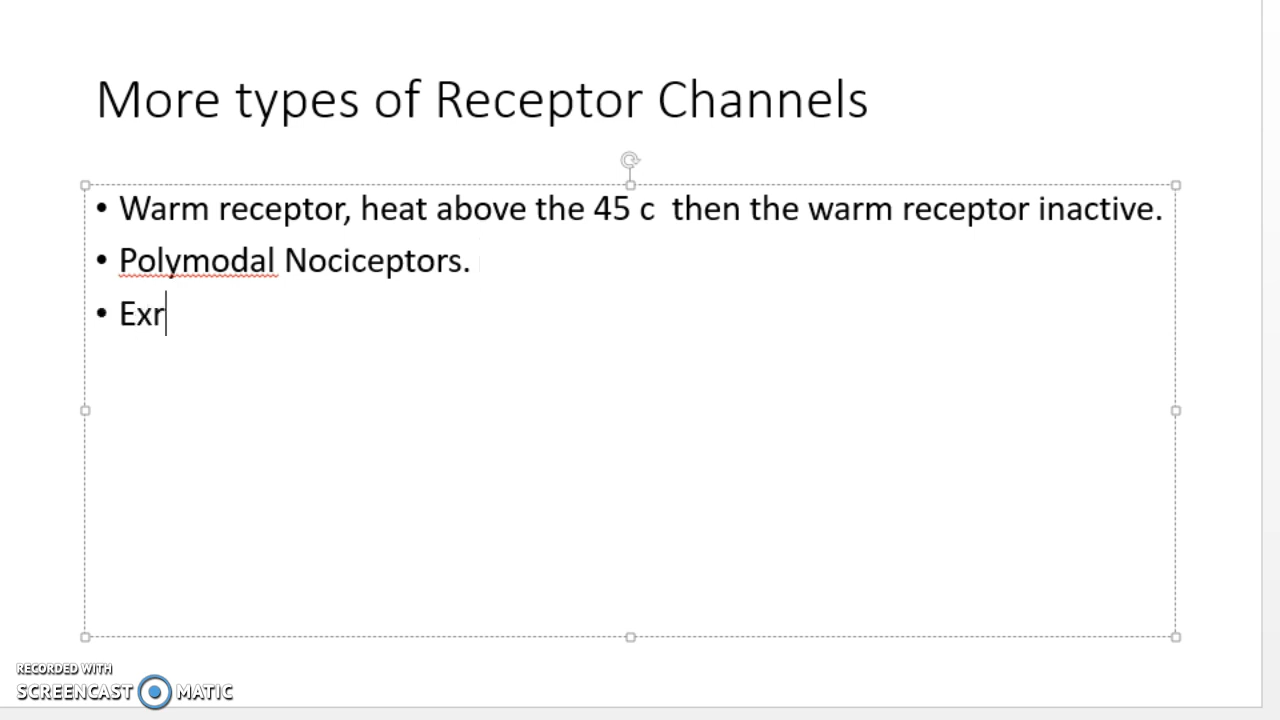 More types of Receptor Channels
• Warm receptor, heat above the 45 c  then the warm receptor inactive.
• Polymodal Nociceptors.
• Exr
RECORDED WITH
SCREENCAST MATIC